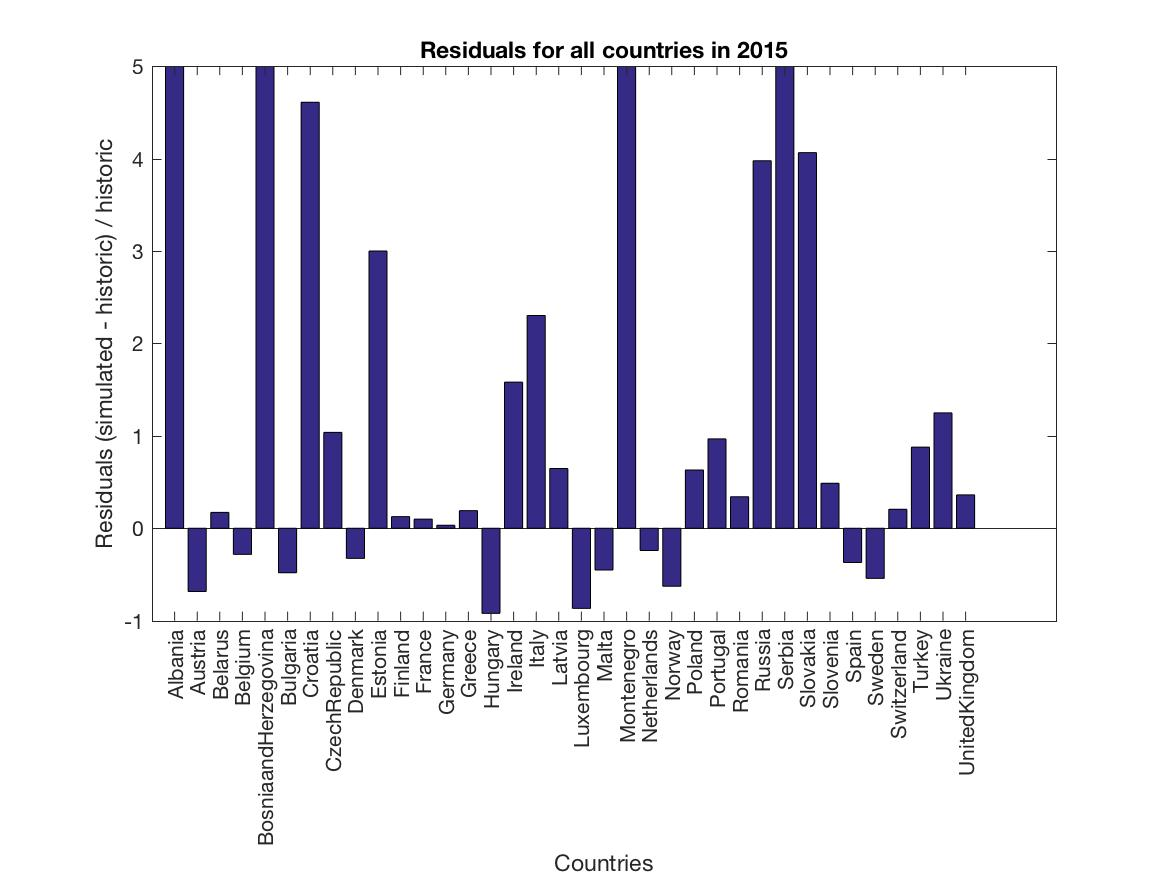 Residuals for all countries in 2015
Residuals (simulated - historic) / historic
5
4
3
2
1
0
-1
Albania
Austria
Belarus
Belgium
BosniaandHerzegovina
Bulgaria
Croatia
CzechRepublic
Denmark
Estonia
Finland
France
Germany
Greece
Hungary
Ireland
Italy
Latvia
Luxembourg
Malta
Montenegro
Netherlands
Norway
Poland
Portugal
Romania
Russia
Serbia
Slovakia
Slovenia
Spain
Sweden
Switzerland
Turkey
Ukraine
UnitedKingdom
Countries